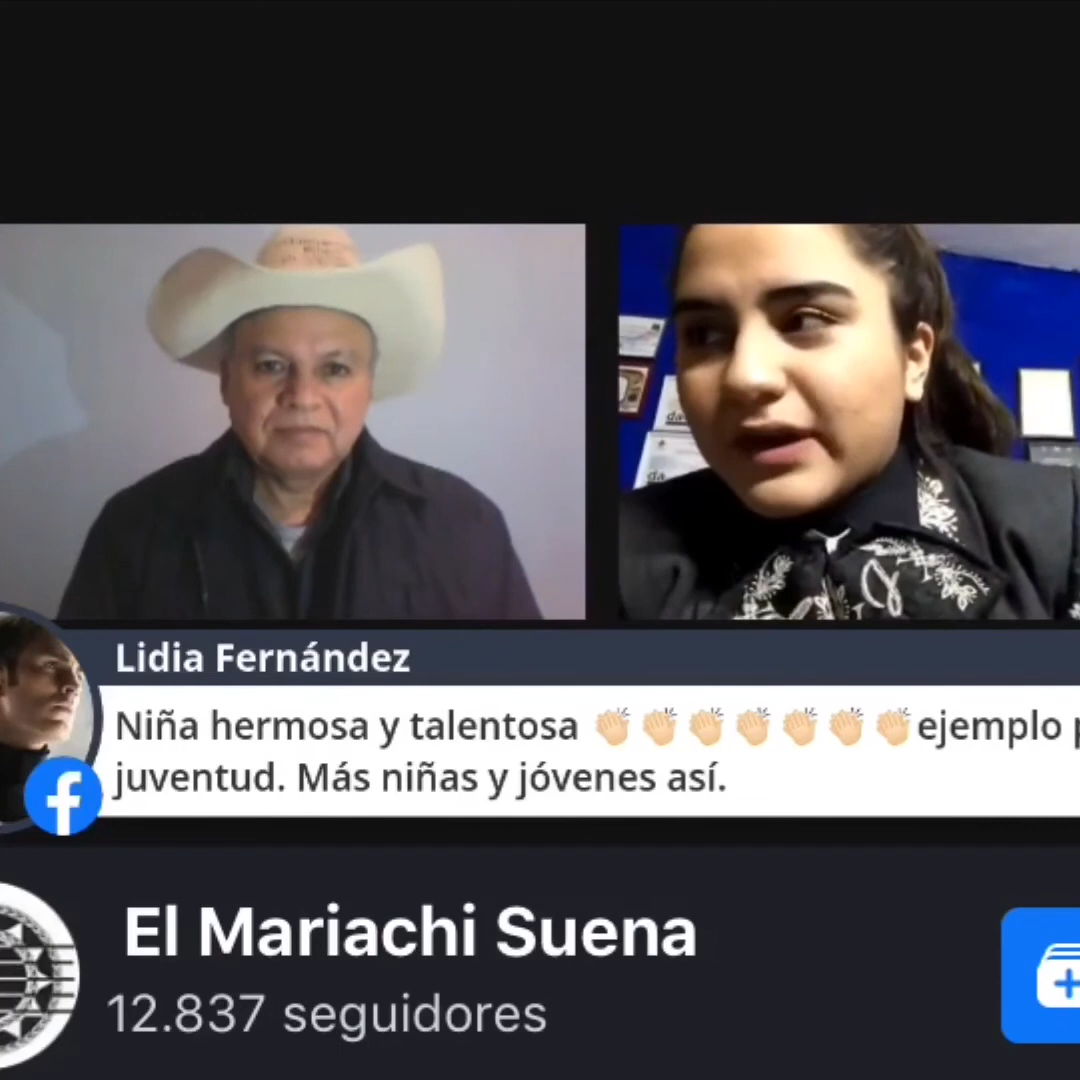 Lidia Fernández
Niña hermosa y talentosa 👏🏻👏🏻👏🏻👏🏻👏🏻👏🏻👏🏻ejemplo
juventud. Más niñas y jóvenes así.
El Mariachi Suena
12.837 seguidores